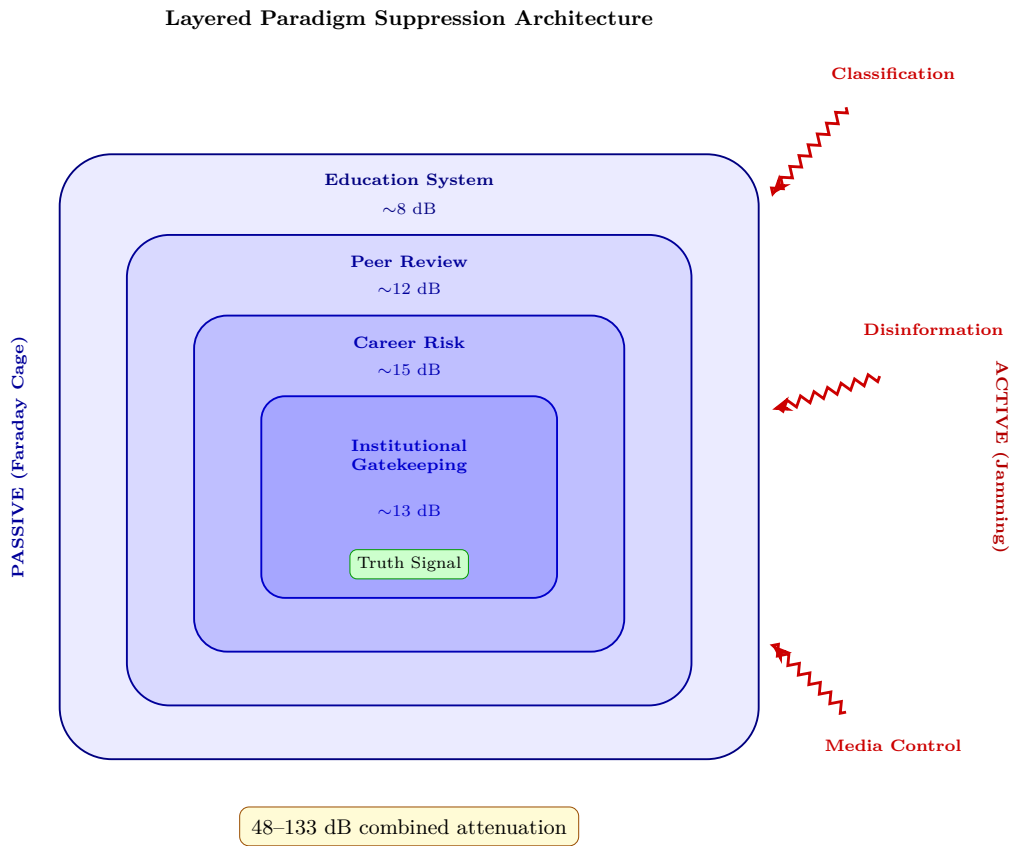 Layered Paradigm Suppression Architecture
Classification
Education System
~8 dB
Peer Review
~12 dB
Disinformation
Career Risk
~15 dB
PASSIVE (Faraday Cage)
ACTIVE (Jamming)
Institutional
Gatekeeping
~13 dB
Truth Signal
Media Control
48–133 dB combined attenuation